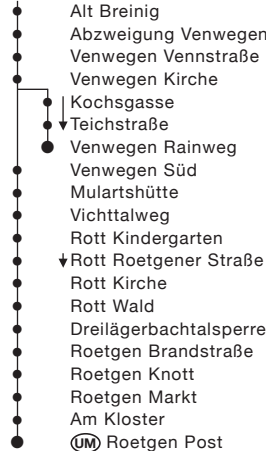 Alt Breinig
Abzweigung Venwegen
Venwegen Vennstraße
Venwegen Kirche
Kochsgasse
Teichstraße
Venwegen Rainweg
Venwegen Süd
Mulartshütte
Vichttalweg
Rott Kindergarten
Rott Roetgener Straße
Rott Kirche
Rott Wald
Dreilägerbachtalsperre
Roetgen Brandstraße
Roetgen Knott
Roetgen Markt
Am Kloster
UM Roetgen Post